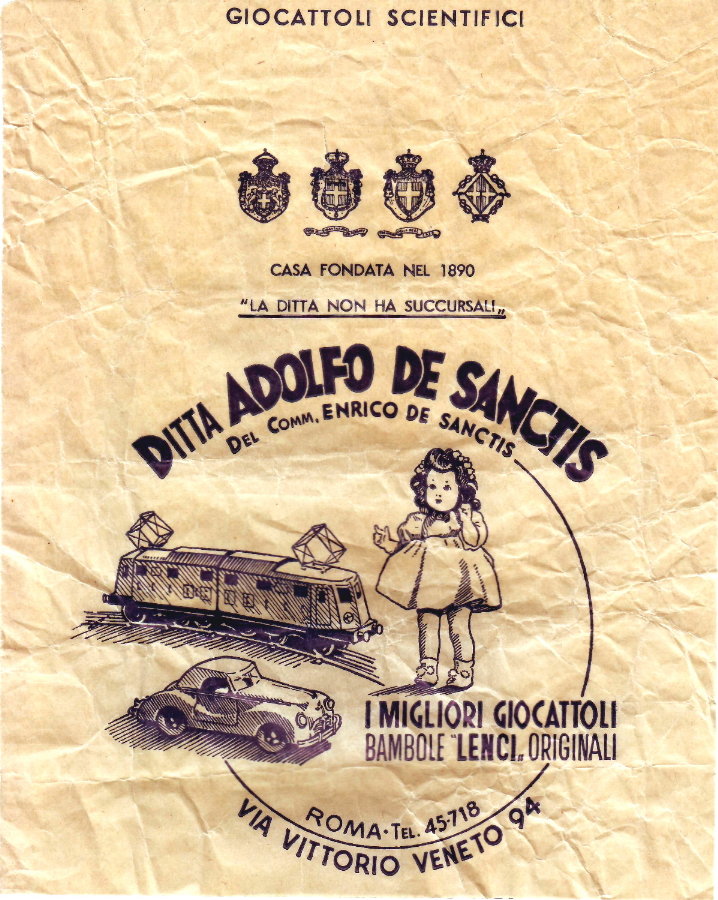 GIOCATTOLI SCIENTIFICI
CASA FONDATA NEL 1890
"LA DITTA NON HA SUCCURSALI„
DITTA ADOLFO DE SANCTIS
DEL COMM. ENRICO DE SANCTIS
I MIGLIORI GIOCATTOLI
BAMBOLE "LENCI„ ORIGINALI
ROMA·TEL. 45-718
VIA VITTORIO VENETO 94